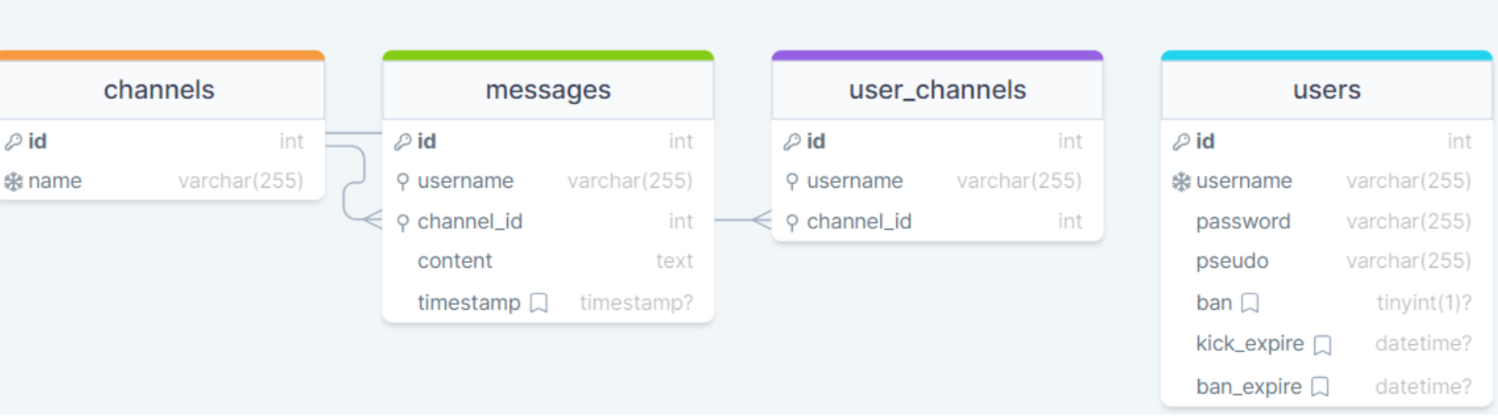 channels
id int
name varchar(255)
messages
id int
username varchar(255)
channel_id int
content text
timestamp timestamp?
user_channels
id int
username varchar(255)
channel_id int
users
id int
username varchar(255)
password varchar(255)
pseudo varchar(255)
ban tinyint(1)?
kick_expire datetime?
ban_expire datetime?